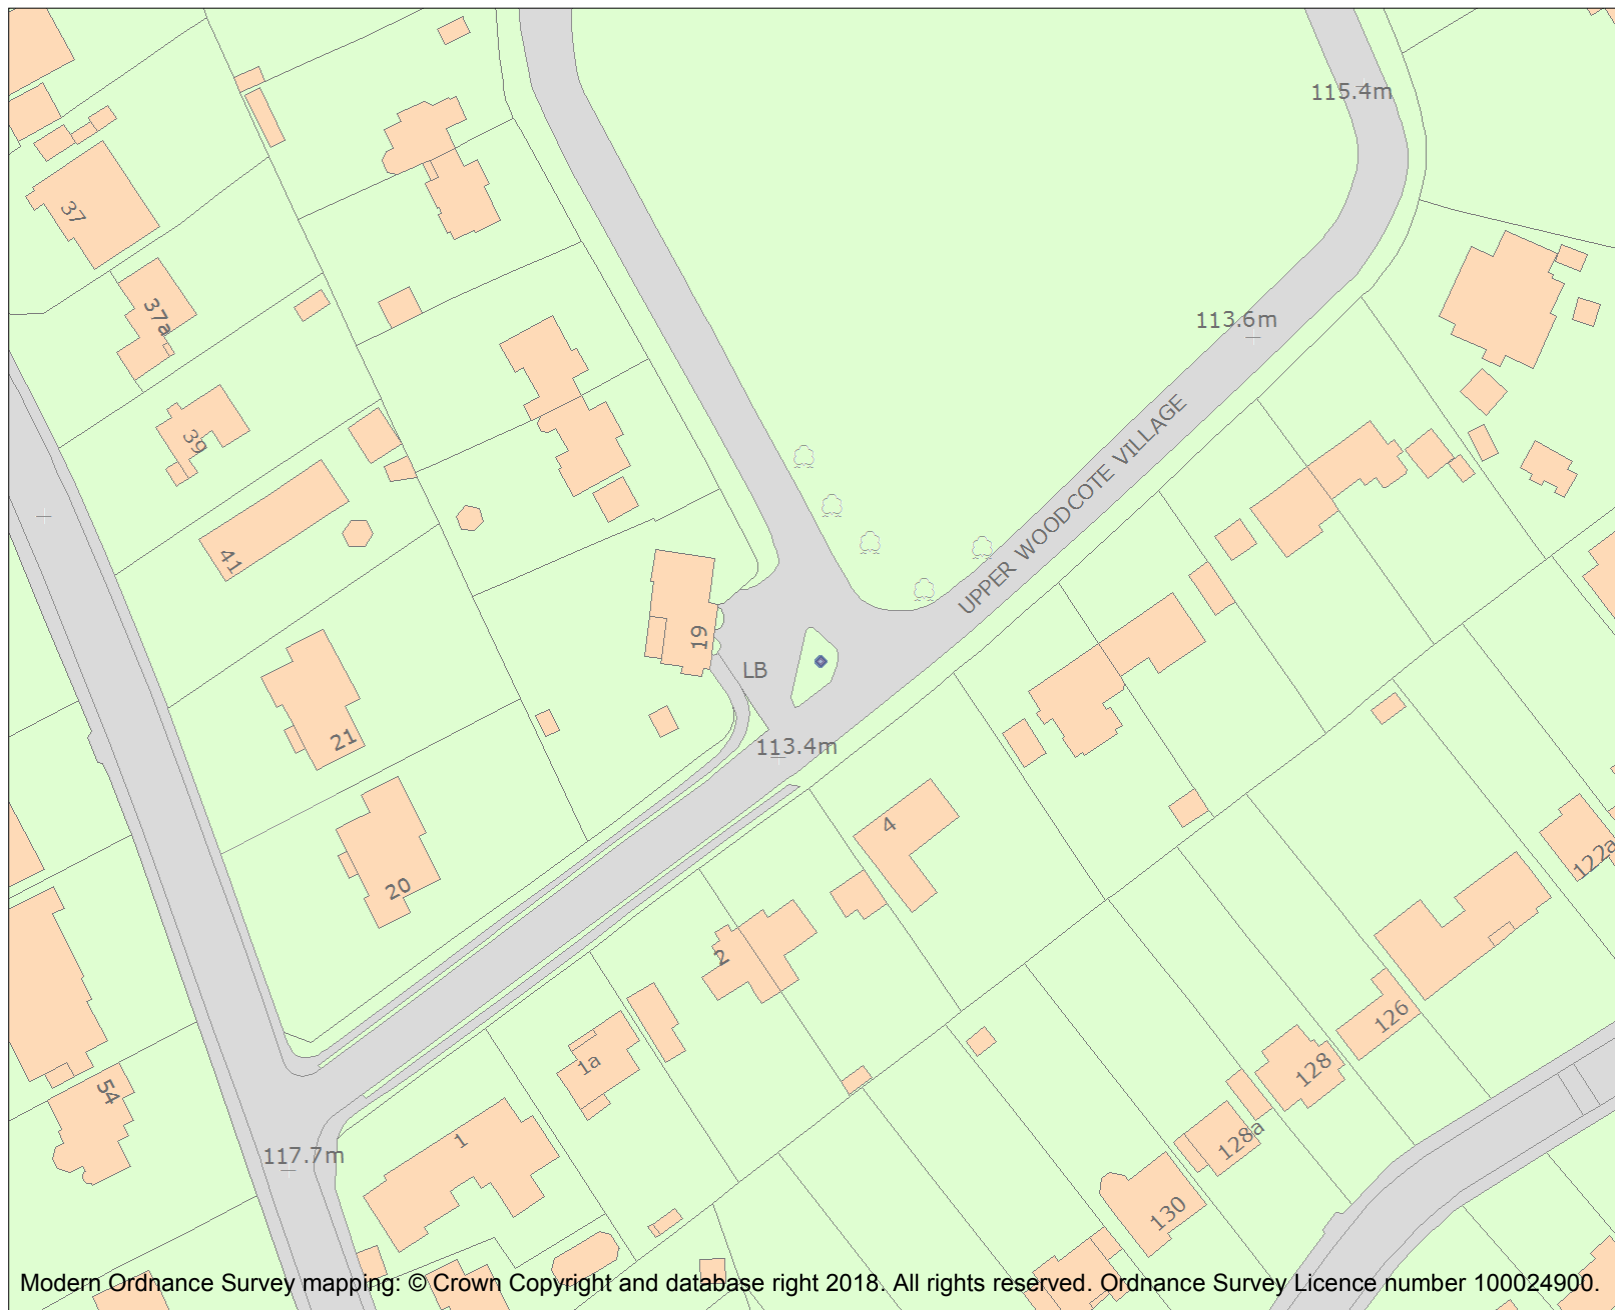 115.4m
37
37a
113.6m
39
UPPER WOODCOTE VILLAGE
41
19
LB
21
113.4m
4
122a
20
2
126
1a
128
54
1
128a
117.7m
130
Modern Ordnance Survey mapping: © Crown Copyright and database right 2018. All rights reserved. Ordnance Survey Licence number 100024900.